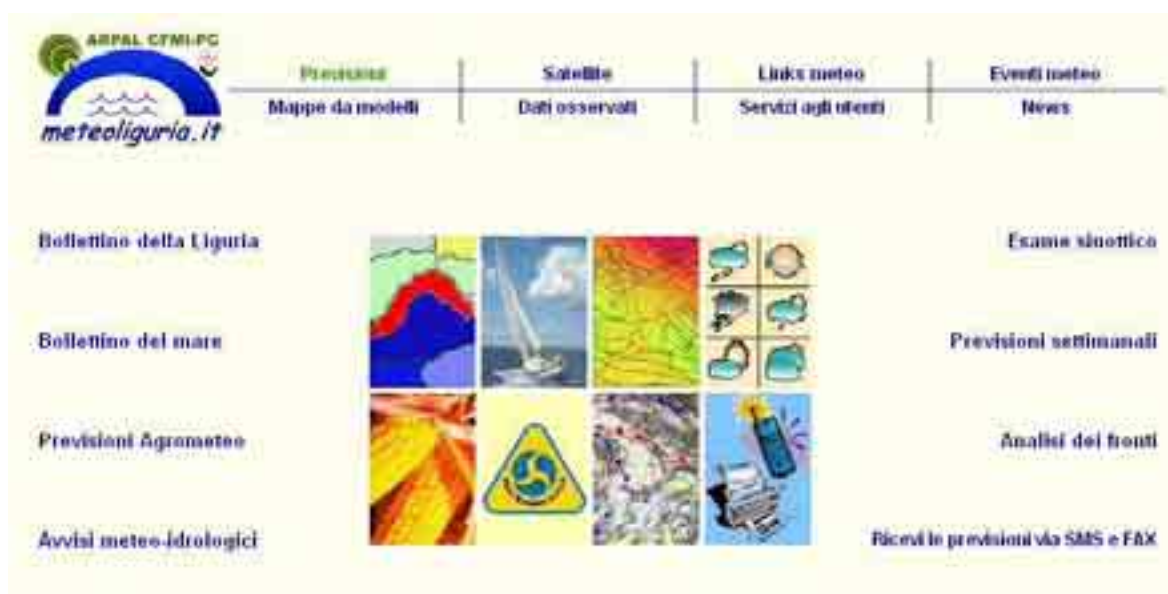 ARPAL CFMI-PC
meteoliguria.it
Previsioni
Satellite
Links meteo
Eventi meteo
Mappe da modelli
Dati osservati
Servizi agli utenti
News
Bollettino della Liguria
Esame sinottico
Bollettino del mare
Previsioni settimanali
Previsioni Agrometeo
Analisi dei fronti
Avvisi meteo-idrologici
Ricevi le previsioni via SMS e FAX